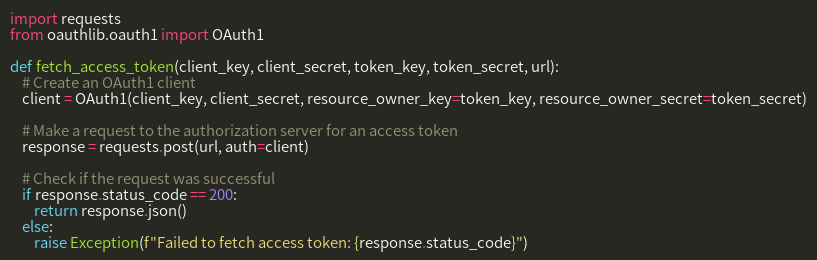 import requests
from oauthlib.oauth1 import OAuth1

def fetch_access_token(client_key, client_secret, token_key, token_secret, url):
    # Create an OAuth1 client
    client = OAuth1(client_key, client_secret, resource_owner_key=token_key, resource_owner_secret=token_secret)

    # Make a request to the authorization server for an access token
    response = requests.post(url, auth=client)

    # Check if the request was successful
    if response.status_code == 200:
        return response.json()
    else:
        raise Exception(f"Failed to fetch access token: {response.status_code}")